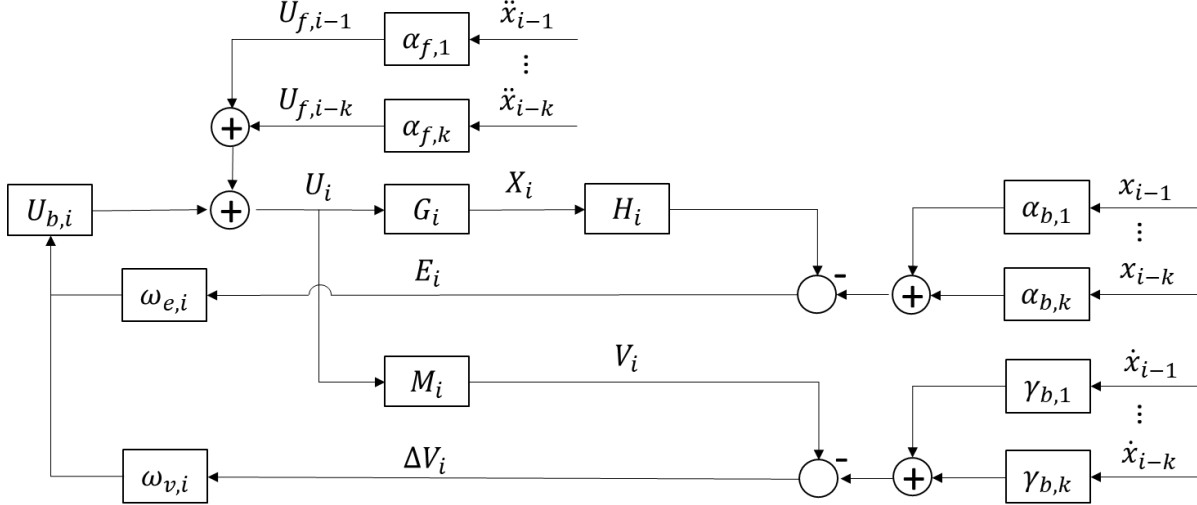 U_{f,i−1} α_{f,1} ẍ_{i−1}
⋮
U_{f,i−k} α_{f,k} ẍ_{i−k}
+
U_{b,i} + U_i G_i X_i H_i α_{b,1} x_{i−1}
⋮
-
ω_{e,i} E_i + α_{b,k} x_{i−k}
M_i V_i γ_{b,1} ẋ_{i−1}
⋮
-
ω_{v,i} ΔV_i + γ_{b,k} ẋ_{i−k}